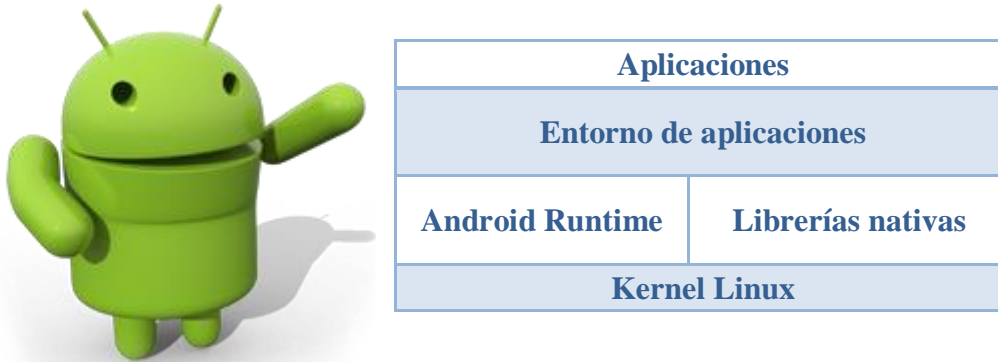 Aplicaciones
Entorno de aplicaciones
Android Runtime
Librerías nativas
Kernel Linux